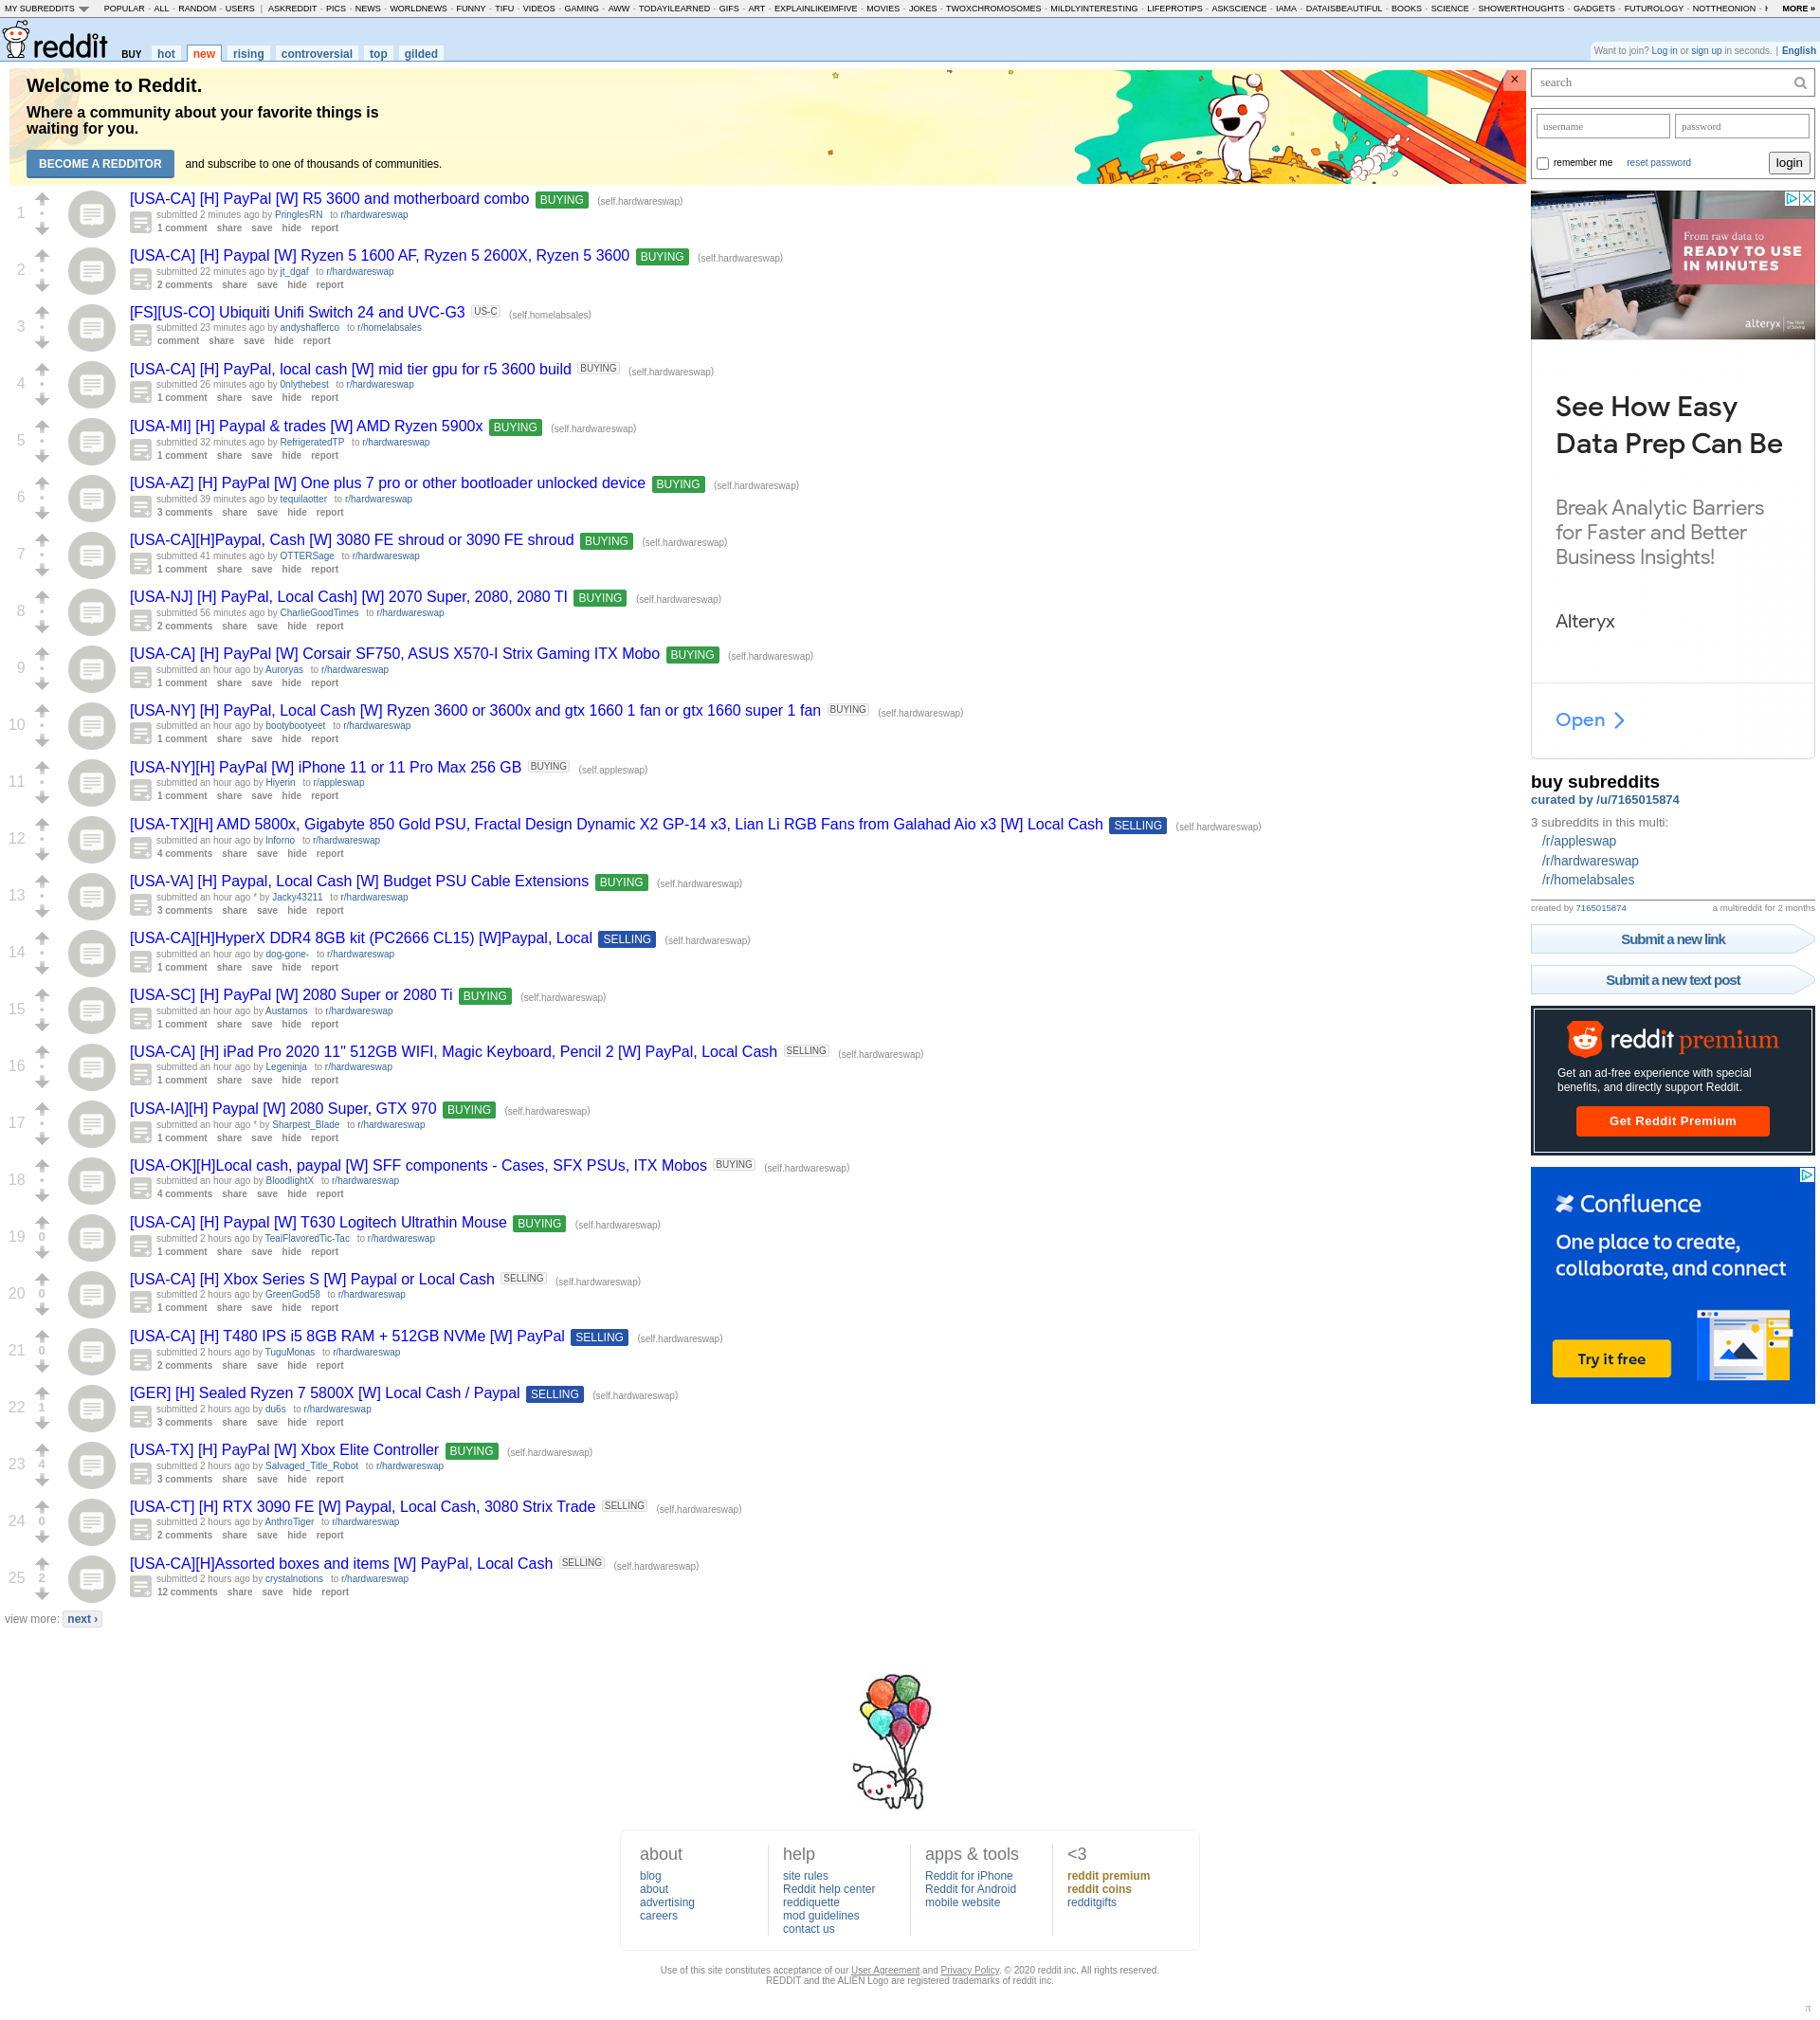 MY SUBREDDITS POPULAR - ALL - RANDOM - USERS | ASKREDDIT - PICS - NEWS - WORLDNEWS - FUNNY - TIFU - VIDEOS - GAMING - AWW - TODAYILEARNED - GIFS - ART - EXPLAINLIKEIMFIVE - MOVIES - JOKES - TWOXCHROMOSOMES - MILDLYINTERESTING - LIFEPROTIPS - ASKSCIENCE - IAMA - DATAISBEAUTIFUL - BOOKS - SCIENCE - SHOWERTHOUGHTS - GADGETS - FUTUROLOGY - NOTTHEONION - MORE »
reddit BUY hot new rising controversial top gilded
Want to join? Log in or sign up in seconds. | English
Welcome to Reddit.
Where a community about your favorite things is
waiting for you.
BECOME A REDDITOR and subscribe to one of thousands of communities.
×
1
[USA-CA] [H] PayPal [W] R5 3600 and motherboard combo BUYING (self.hardwareswap)
submitted 2 minutes ago by PringlesRN to r/hardwareswap
1 comment share save hide report
2
[USA-CA] [H] Paypal [W] Ryzen 5 1600 AF, Ryzen 5 2600X, Ryzen 5 3600 BUYING (self.hardwareswap)
submitted 22 minutes ago by jt_dgaf to r/hardwareswap
2 comments share save hide report
3
[FS][US-CO] Ubiquiti Unifi Switch 24 and UVC-G3 US-C (self.homelabsales)
submitted 23 minutes ago by andyshafferco to r/homelabsales
comment share save hide report
4
[USA-CA] [H] PayPal, local cash [W] mid tier gpu for r5 3600 build BUYING (self.hardwareswap)
submitted 26 minutes ago by 0nlythebest to r/hardwareswap
1 comment share save hide report
5
[USA-MI] [H] Paypal & trades [W] AMD Ryzen 5900x BUYING (self.hardwareswap)
submitted 32 minutes ago by RefrigeratedTP to r/hardwareswap
1 comment share save hide report
6
[USA-AZ] [H] PayPal [W] One plus 7 pro or other bootloader unlocked device BUYING (self.hardwareswap)
submitted 39 minutes ago by tequilaotter to r/hardwareswap
3 comments share save hide report
7
[USA-CA][H]Paypal, Cash [W] 3080 FE shroud or 3090 FE shroud BUYING (self.hardwareswap)
submitted 41 minutes ago by OTTERSage to r/hardwareswap
1 comment share save hide report
8
[USA-NJ] [H] PayPal, Local Cash] [W] 2070 Super, 2080, 2080 TI BUYING (self.hardwareswap)
submitted 56 minutes ago by CharlieGoodTimes to r/hardwareswap
2 comments share save hide report
9
[USA-CA] [H] PayPal [W] Corsair SF750, ASUS X570-I Strix Gaming ITX Mobo BUYING (self.hardwareswap)
submitted an hour ago by Auroryas to r/hardwareswap
1 comment share save hide report
10
[USA-NY] [H] PayPal, Local Cash [W] Ryzen 3600 or 3600x and gtx 1660 1 fan or gtx 1660 super 1 fan BUYING (self.hardwareswap)
submitted an hour ago by bootybootyeet to r/hardwareswap
1 comment share save hide report
11
[USA-NY][H] PayPal [W] iPhone 11 or 11 Pro Max 256 GB BUYING (self.appleswap)
submitted an hour ago by Hiyerin to r/appleswap
1 comment share save hide report
12
[USA-TX][H] AMD 5800x, Gigabyte 850 Gold PSU, Fractal Design Dynamic X2 GP-14 x3, Lian Li RGB Fans from Galahad Aio x3 [W] Local Cash SELLING (self.hardwareswap)
submitted an hour ago by Inforno to r/hardwareswap
4 comments share save hide report
13
[USA-VA] [H] Paypal, Local Cash [W] Budget PSU Cable Extensions BUYING (self.hardwareswap)
submitted an hour ago * by Jacky43211 to r/hardwareswap
3 comments share save hide report
14
[USA-CA][H]HyperX DDR4 8GB kit (PC2666 CL15) [W]Paypal, Local SELLING (self.hardwareswap)
submitted an hour ago by dog-gone- to r/hardwareswap
1 comment share save hide report
15
[USA-SC] [H] PayPal [W] 2080 Super or 2080 Ti BUYING (self.hardwareswap)
submitted an hour ago by Austamos to r/hardwareswap
1 comment share save hide report
16
[USA-CA] [H] iPad Pro 2020 11" 512GB WIFI, Magic Keyboard, Pencil 2 [W] PayPal, Local Cash SELLING (self.hardwareswap)
submitted an hour ago by Legeninja to r/hardwareswap
1 comment share save hide report
17
[USA-IA][H] Paypal [W] 2080 Super, GTX 970 BUYING (self.hardwareswap)
submitted an hour ago * by Sharpest_Blade to r/hardwareswap
1 comment share save hide report
18
[USA-OK][H]Local cash, paypal [W] SFF components - Cases, SFX PSUs, ITX Mobos BUYING (self.hardwareswap)
submitted an hour ago by BloodlightX to r/hardwareswap
4 comments share save hide report
19 0
[USA-CA] [H] Paypal [W] T630 Logitech Ultrathin Mouse BUYING (self.hardwareswap)
submitted 2 hours ago by TealFlavoredTic-Tac to r/hardwareswap
1 comment share save hide report
20 0
[USA-CA] [H] Xbox Series S [W] Paypal or Local Cash SELLING (self.hardwareswap)
submitted 2 hours ago by GreenGod58 to r/hardwareswap
1 comment share save hide report
21 0
[USA-CA] [H] T480 IPS i5 8GB RAM + 512GB NVMe [W] PayPal SELLING (self.hardwareswap)
submitted 2 hours ago by TuguMonas to r/hardwareswap
2 comments share save hide report
22 1
[GER] [H] Sealed Ryzen 7 5800X [W] Local Cash / Paypal SELLING (self.hardwareswap)
submitted 2 hours ago by du6s to r/hardwareswap
3 comments share save hide report
23 4
[USA-TX] [H] PayPal [W] Xbox Elite Controller BUYING (self.hardwareswap)
submitted 2 hours ago by Salvaged_Title_Robot to r/hardwareswap
3 comments share save hide report
24 0
[USA-CT] [H] RTX 3090 FE [W] Paypal, Local Cash, 3080 Strix Trade SELLING (self.hardwareswap)
submitted 2 hours ago by AnthroTiger to r/hardwareswap
2 comments share save hide report
25 2
[USA-CA][H]Assorted boxes and items [W] PayPal, Local Cash SELLING (self.hardwareswap)
submitted 2 hours ago by crystalnotions to r/hardwareswap
12 comments share save hide report
view more: next ›
search
username password
remember me reset password login
From raw data to
READY TO USE
IN MINUTES
alteryx
See How Easy
Data Prep Can Be
Break Analytic Barriers
for Faster and Better
Business Insights!
Alteryx
Open
buy subreddits
curated by /u/7165015874
3 subreddits in this multi:
/r/appleswap
/r/hardwareswap
/r/homelabsales
created by 7165015874 a multireddit for 2 months
Submit a new link
Submit a new text post
reddit premium
Get an ad-free experience with special
benefits, and directly support Reddit.
Get Reddit Premium
Confluence
One place to create,
collaborate, and connect
Try it free
about
blog
about
advertising
careers
help
site rules
Reddit help center
reddiquette
mod guidelines
contact us
apps & tools
Reddit for iPhone
Reddit for Android
mobile website
<3
reddit premium
reddit coins
redditgifts
Use of this site constitutes acceptance of our User Agreement and Privacy Policy. © 2020 reddit inc. All rights reserved.
REDDIT and the ALIEN Logo are registered trademarks of reddit inc.
π